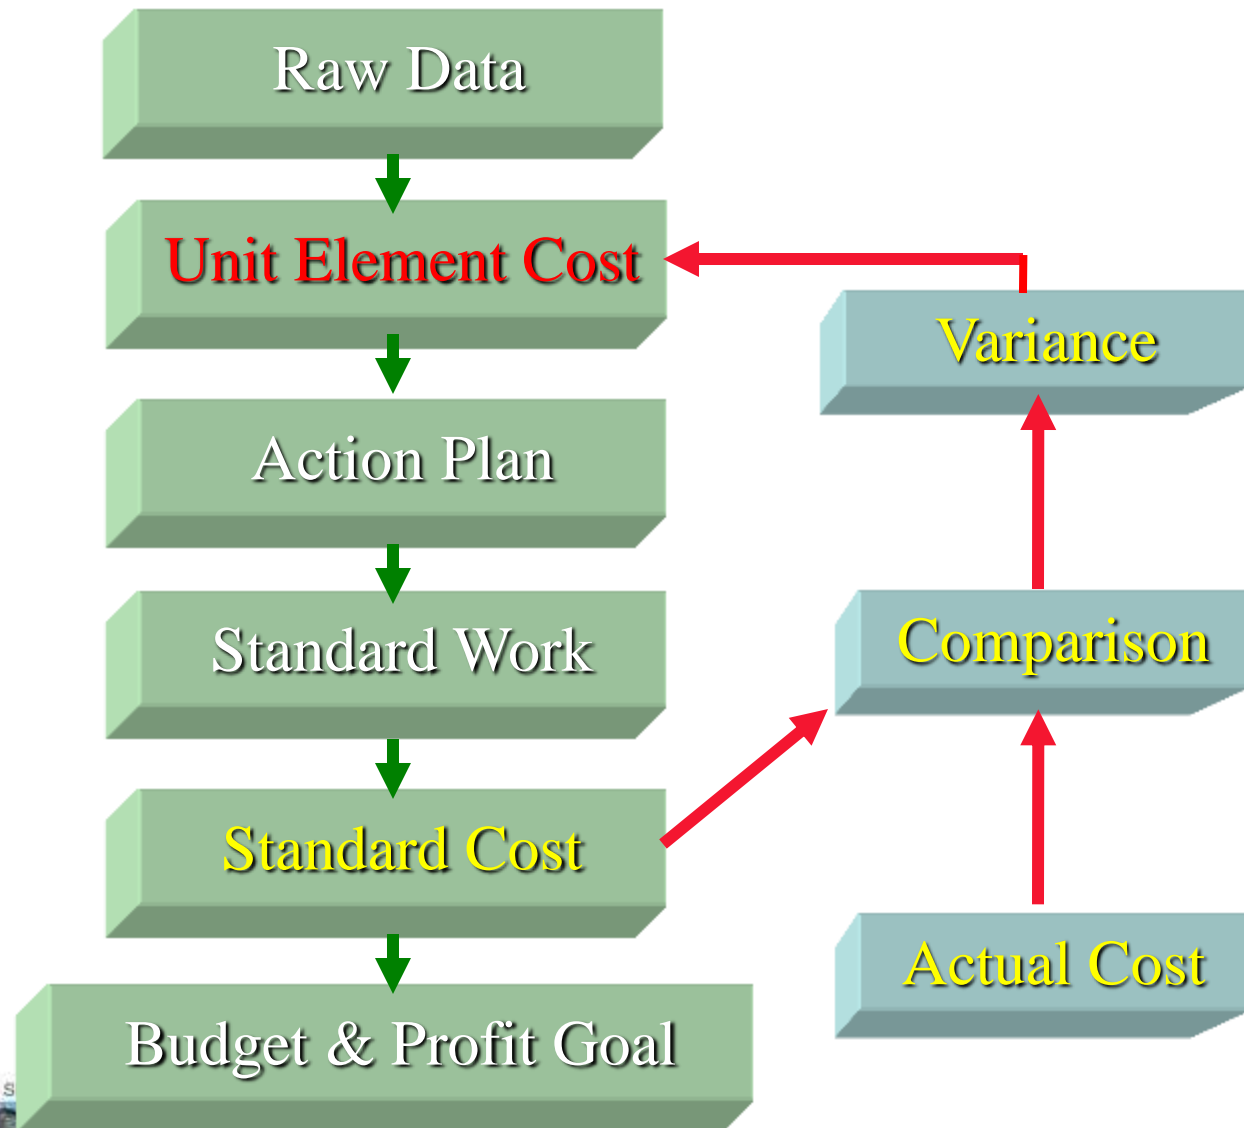 Raw Data
Unit Element Cost
Variance
Action Plan
Standard Work
Comparison
Standard Cost
Actual Cost
Budget & Profit Goal